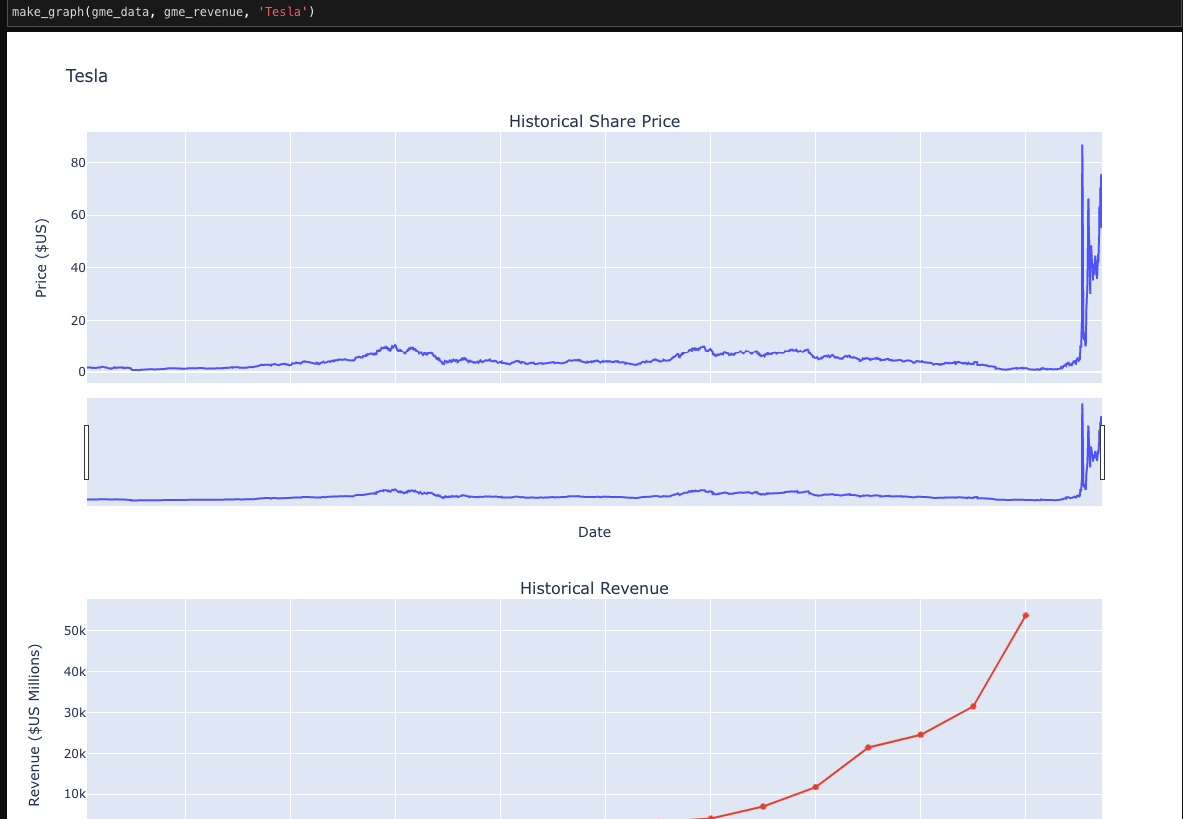 make_graph(gme_data, gme_revenue, 'Tesla')
Tesla
Historical Share Price
80
60
40
20
0
Price ($US)
Date
Historical Revenue
50k
40k
30k
20k
10k
Revenue ($US Millions)